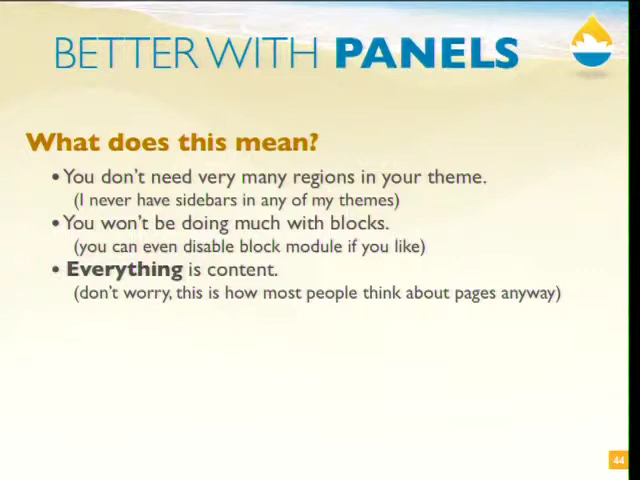 BETTER WITH PANELS
What does this mean?
• You don't need very many regions in your theme.
(I never have sidebars in any of my themes)
• You won't be doing much with blocks.
(you can even disable block module if you like)
• Everything is content.
(don't worry, this is how most people think about pages anyway)
44